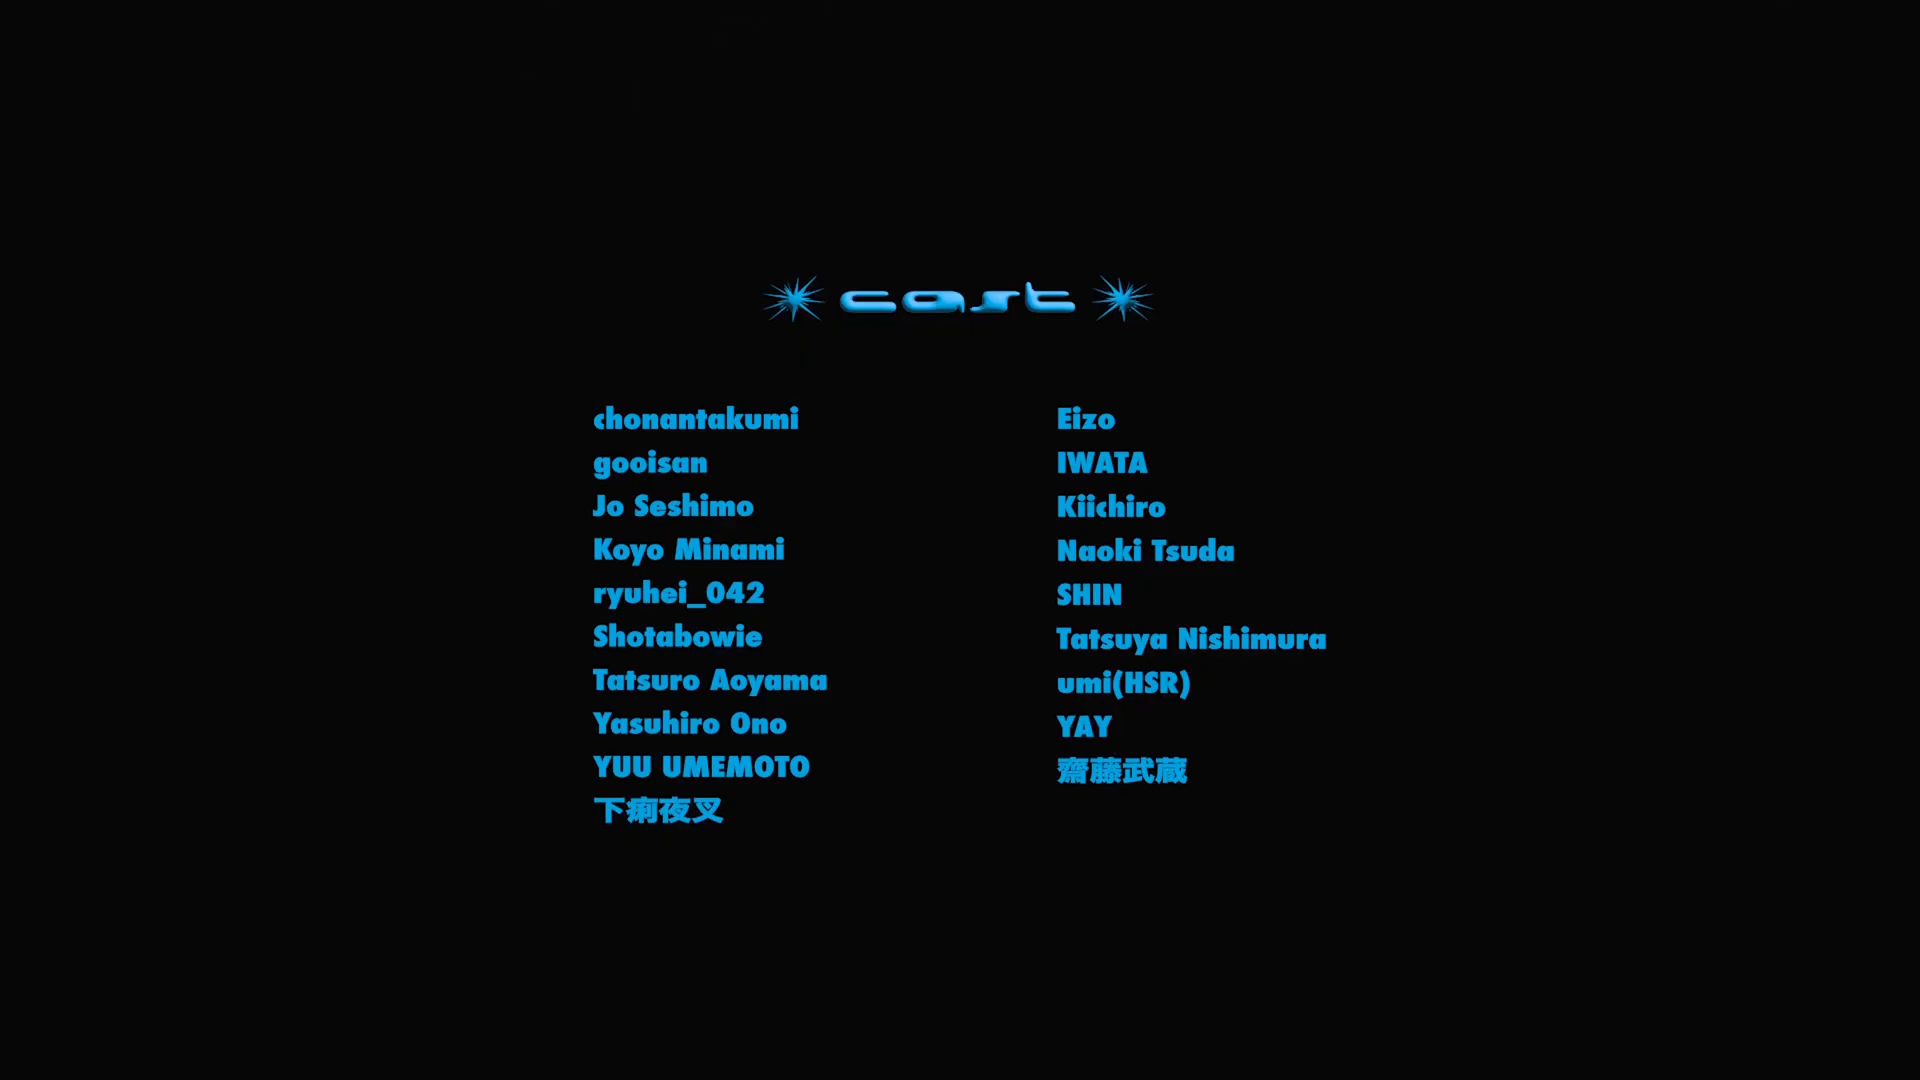 cast
chonantakumi
gooisan
Jo Seshimo
Koyo Minami
ryuhei_042
Shotabowie
Tatsuro Aoyama
Yasuhiro Ono
YUU UMEMOTO
下痢夜叉
Eizo
IWATA
Kiichiro
Naoki Tsuda
SHIN
Tatsuya Nishimura
umi(HSR)
YAY
齋藤武蔵